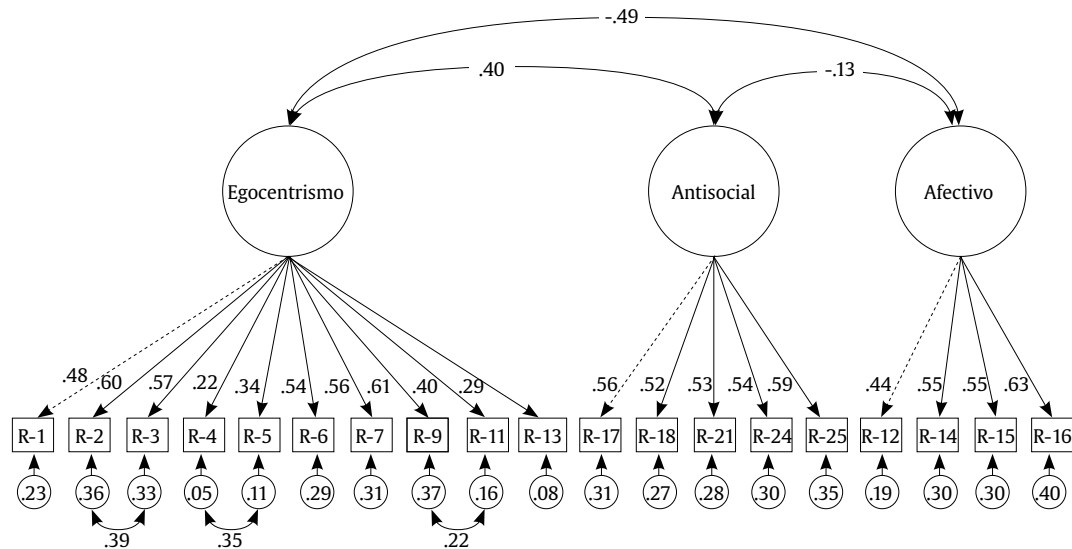 -.49
.40
-.13
Egocentrismo
Antisocial
Afectivo
.48 .60 .57 .22 .34 .54 .56 .61 .40 .29
.56 .52 .53 .54 .59
.44 .55 .55 .63
R-1 R-2 R-3 R-4 R-5 R-6 R-7 R-9 R-11 R-13 R-17 R-18 R-21 R-24 R-25 R-12 R-14 R-15 R-16
.23 .36 .33 .05 .11 .29 .31 .37 .16 .08 .31 .27 .28 .30 .35 .19 .30 .30 .40
.39 .35 .22